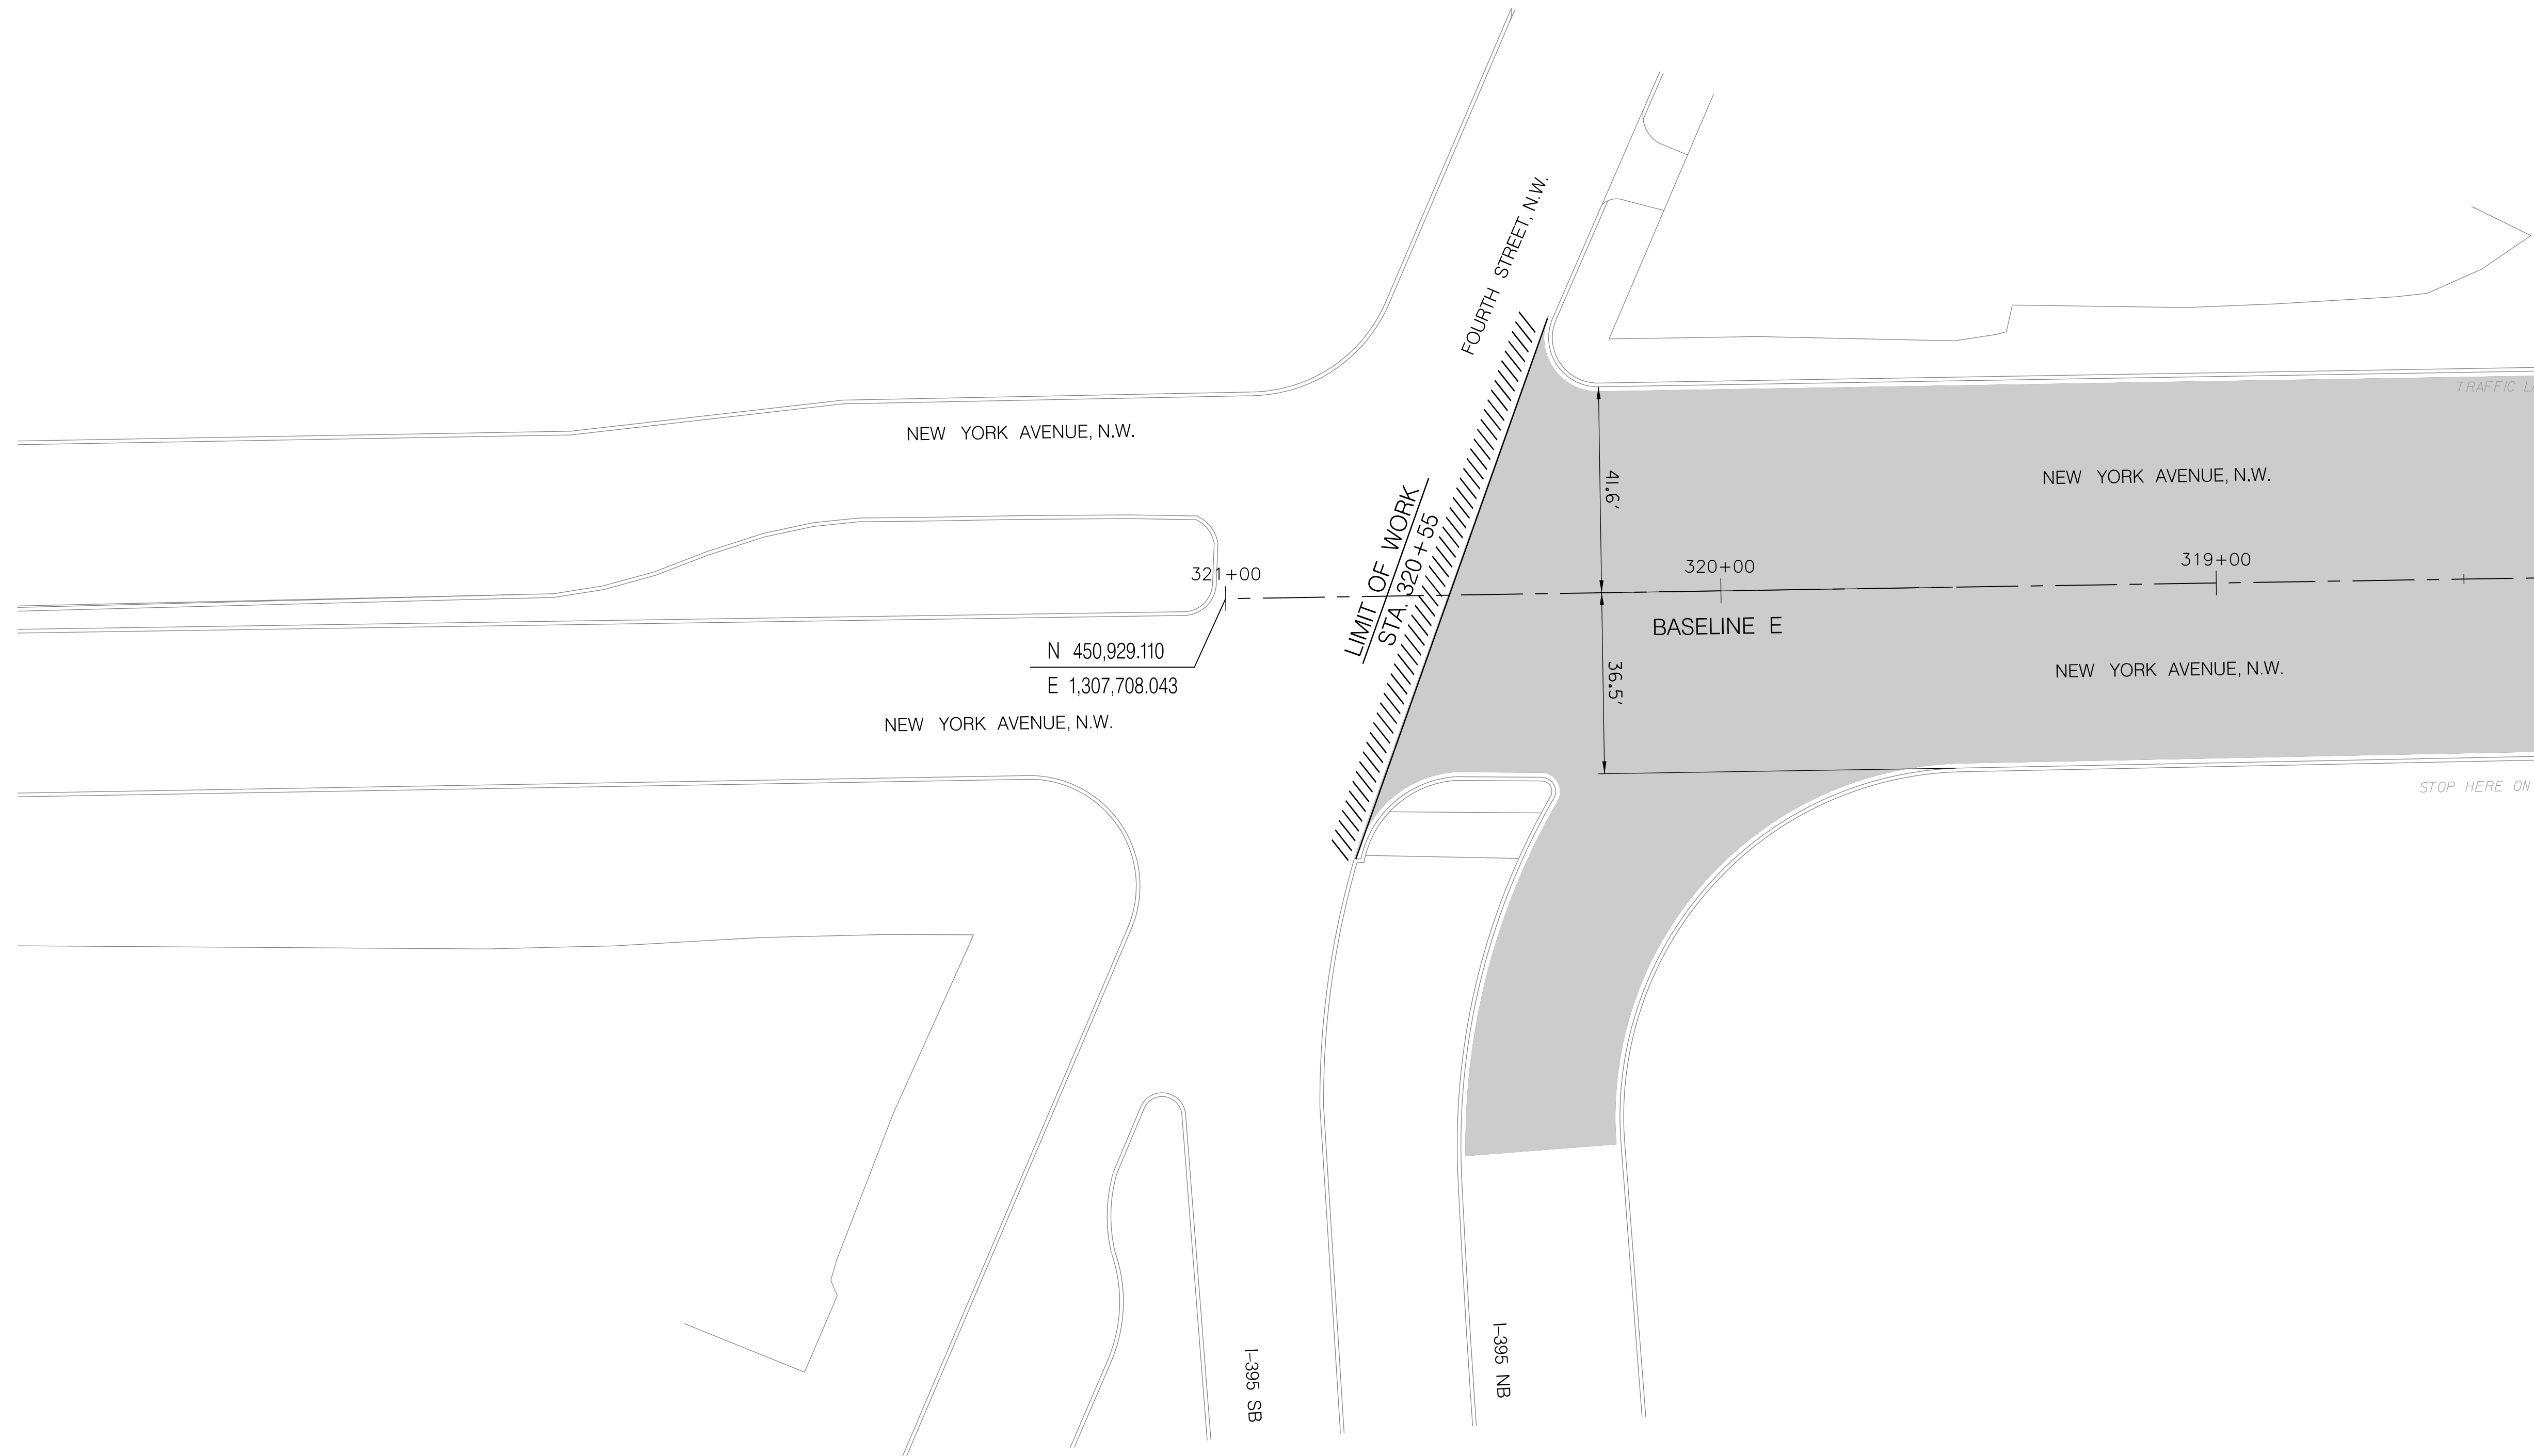 FOURTH STREET, N.W.
TRAFFIC
NEW YORK AVENUE, N.W.
NEW YORK AVENUE, N.W.
41.6'
LIMIT OF WORK
STA. 320+55
321+00
320+00
319+00
BASELINE E
N 450,929.110
E 1,307,708.043
36.5'
NEW YORK AVENUE, N.W.
NEW YORK AVENUE, N.W.
STOP HERE ON
I-395 SB
I-395 NB